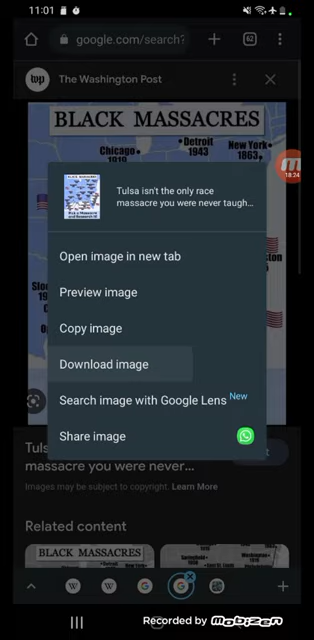 11:01
google.com/search?
62
The Washington Post
BLACK MASSACRES
Chicago
1919
Detroit
1943
New York
1863
18:24
Tulsa isn't the only race
massacre you were never taugh...
Open image in new tab
Preview image
Copy image
Download image
Search image with Google Lens New
Share image
massacre you were never...
Images may be subject to copyright. Learn More
Related content
BLACK MASSACRES
Recorded by Mobizen